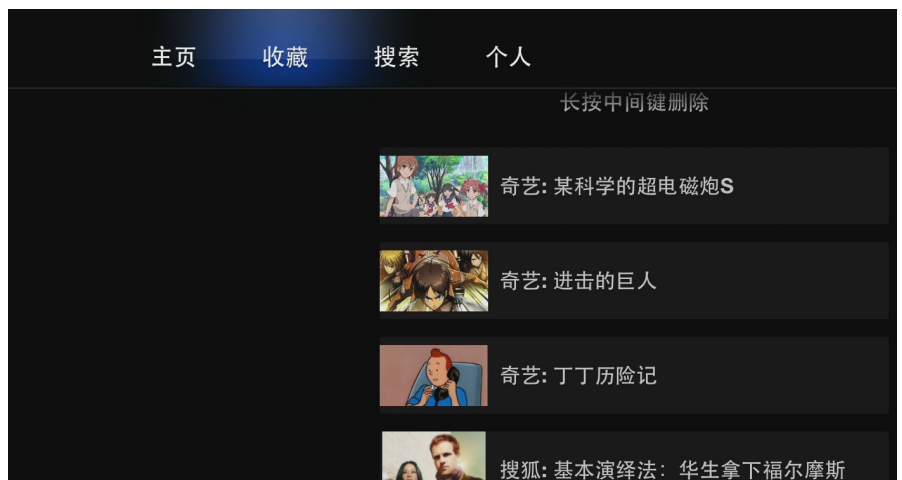 主页 收藏 搜索 个人
长按中间键删除
奇艺: 某科学的超电磁炮S
奇艺: 进击的巨人
奇艺: 丁丁历险记
搜狐: 基本演绎法：华生拿下福尔摩斯